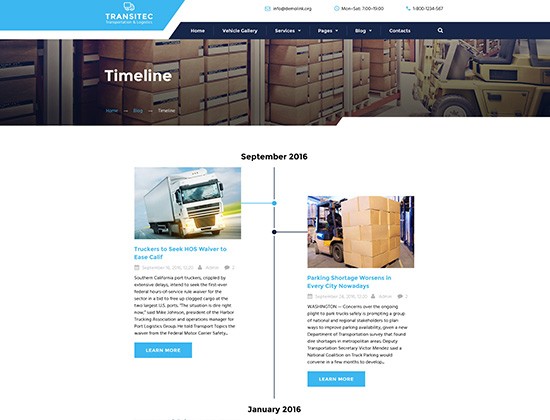 TRANSITEC
Transportation & Logistics
info@demolink.org
Mon–Sat: 7:00–19:00
1-800-1234-567
Home
Vehicle Gallery
Services
Pages
Blog
Contacts
Timeline
Home — Blog — Timeline
September 2016
Truckers to Seek HOS Waiver to
Ease Calif
September 16, 2016, 12:20 Admin 2
Southern California port truckers, crippled by
extensive delays, intend to seek the first-ever
federal hours-of-service rule waiver for the
sector in a bid to free up clogged cargo at the
two largest U.S. ports. "The situation is dire right
now," said Mike Johnson, president of the Harbor
Trucking Association and operations manager for
Port Logistics Group. He told Transport Topics the
waiver from the Federal Motor Carrier Safety...
LEARN MORE
Parking Shortage Worsens in
Every City Nowadays
September 28, 2016, 12:20 Admin 2
WASHINGTON — Concerns over the ongoing
plight to park trucks safely is prompting a group
of national and regional stakeholders to plan
ways to improve parking availability, given a new
Department of Transportation survey that found
dire shortages in metropolitan areas. Deputy
Transportation Secretary Victor Mendez said a
National Coalition on Truck Parking would
convene in a few months to develop...
LEARN MORE
January 2016